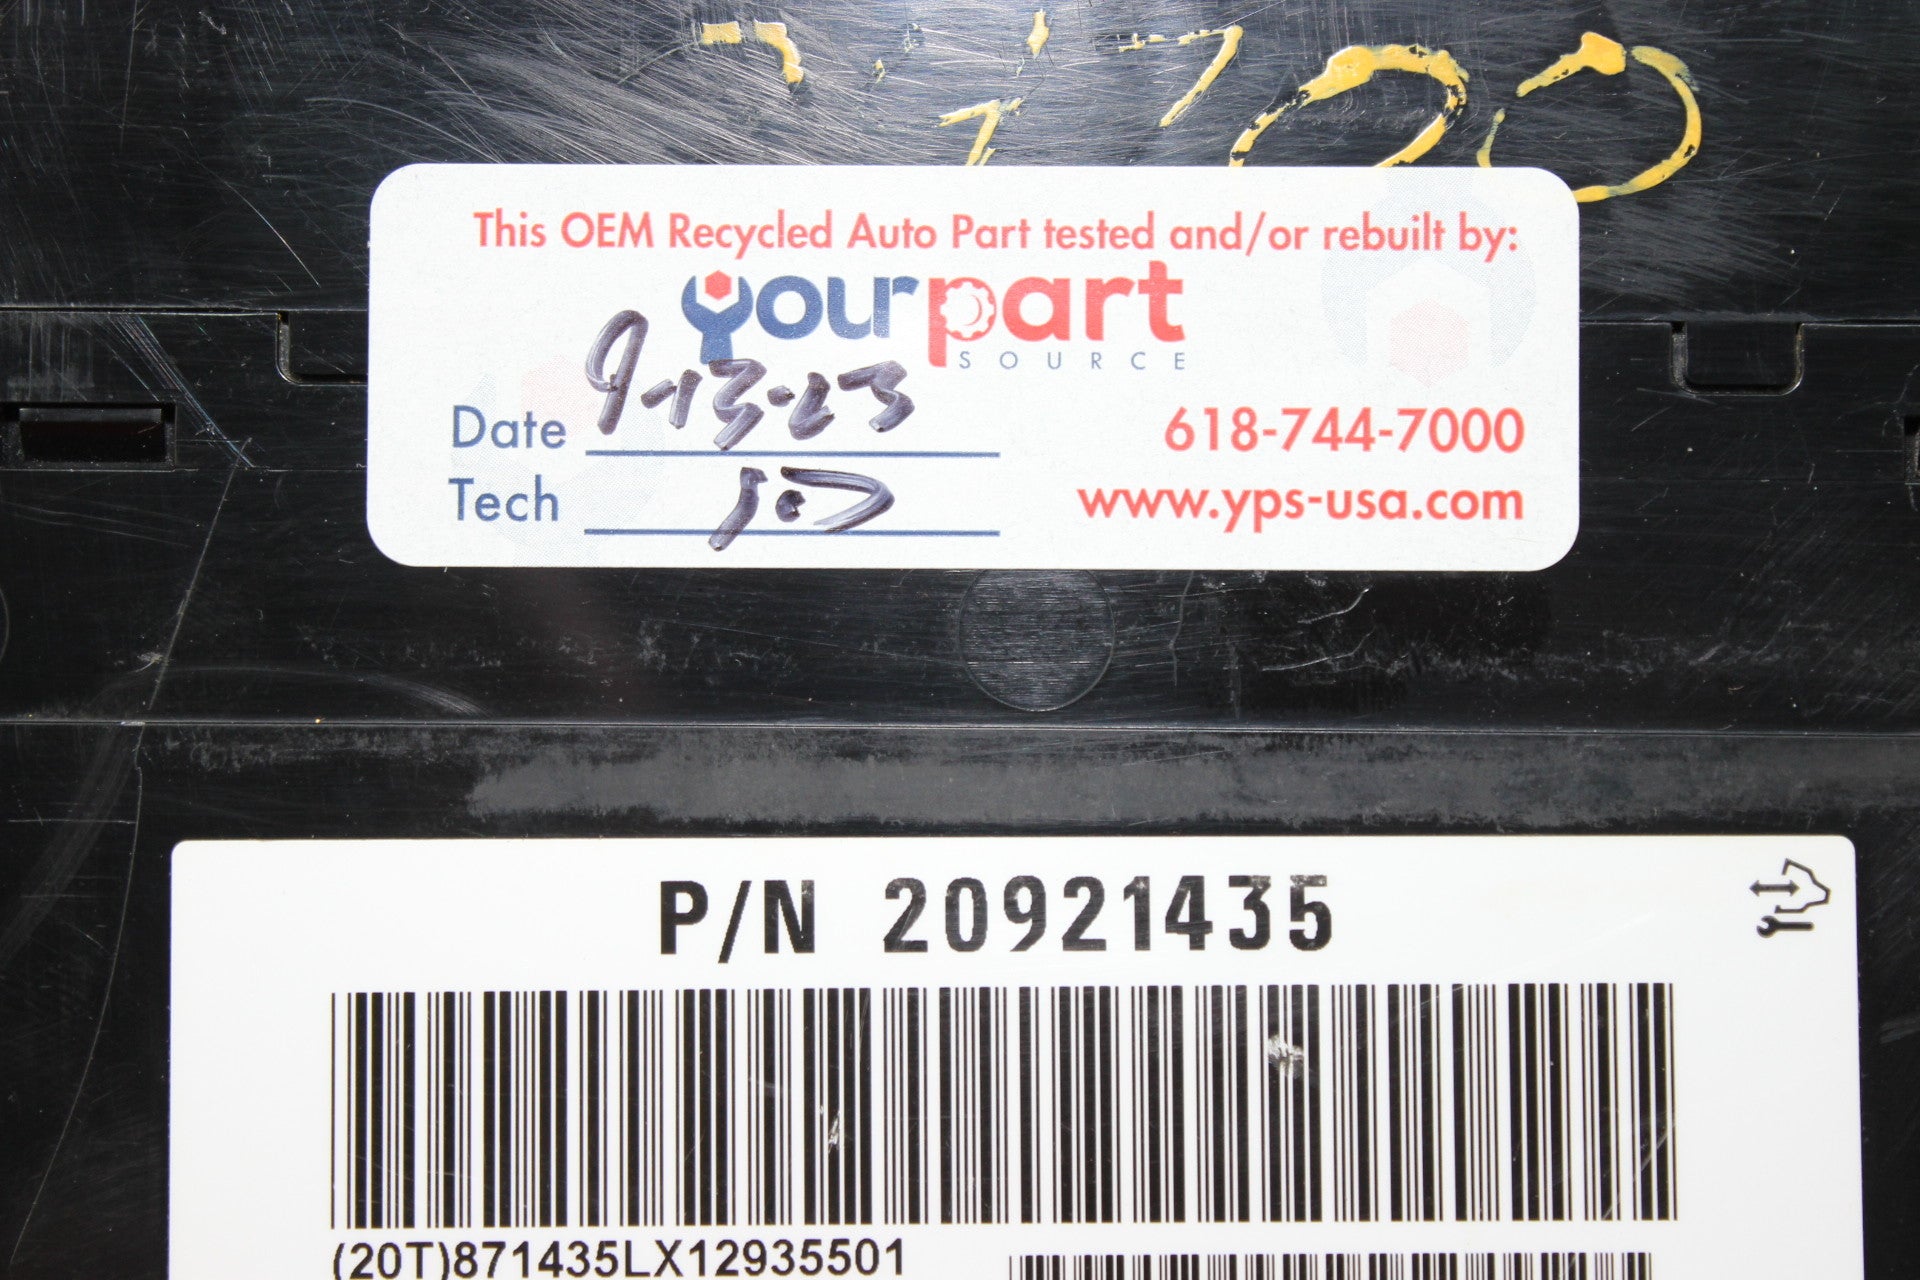 This OEM Recycled Auto Part tested and/or rebuilt by:
yourpart
SOURCE
Date 9-13-23
618-744-7000
Tech
www.yps-usa.com
P/N 20921435
(20T)871435LX12935501